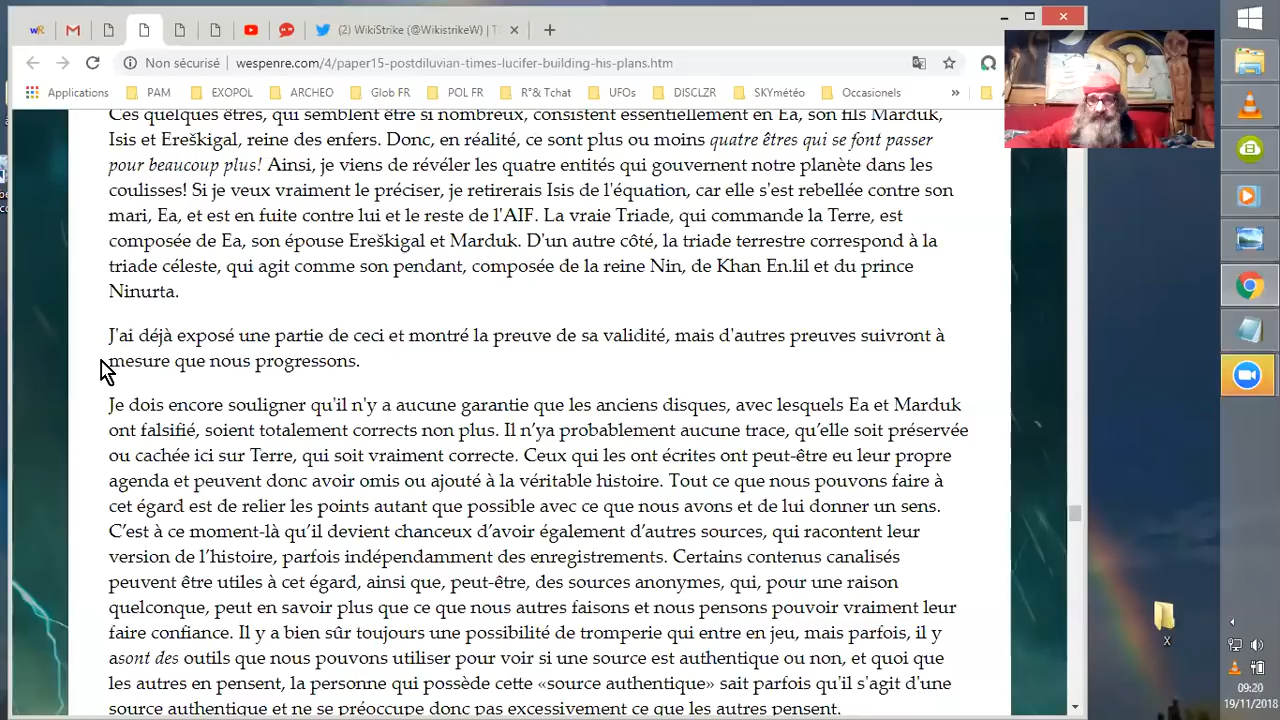 (2) WikiStrike (@WikistrikeW) | T
Non sécurisé | wespenre.com/4/paper15-postdiluvian-times-lucifer-building-his-plans.htm
Applications PAM EXOPOL ARCHEO Club FR POL FR PIX Tchat UFOS DISCLZR SKYmétéo Occasionels »
Ces quelques êtres, qui semblent être si nombreux, consistent essentiellement en Ea, son fils Marduk,
Isis et Ereškigal, reine des enfers. Donc, en réalité, ce sont plus ou moins quatre êtres qui se font passer
pour beaucoup plus! Ainsi, je viens de révéler les quatre entités qui gouvernent notre planète dans les
coulisses! Si je veux vraiment le préciser je retirerais Isis de l'équation, car elle s'est rebellée contre son
mari, Ea, et est en fuite contre lui et le reste de l'AIF. La vraie Triade, qui commande la Terre, est
composée de Ea, son épouse Ereškigal et Marduk. D'un autre côté, la triade terrestre correspond à la
triade céleste, qui agit comme son pendant, composée de la reine Nin, de Khan En.lil et du prince
Ninurta.
J'ai déjà exposé une partie de ceci et montré la preuve de sa validité, mais d'autres preuves suivront à
mesure que nous progressons.
Je dois encore souligner qu'il n'y a aucune garantie que les anciens disques, avec lesquels Ea et Marduk
ont falsifié, soient totalement corrects non plus. Il n’ya probablement aucune trace, qu’elle soit préservée
ou cachée ici sur Terre, qui soit vraiment correcte. Ceux qui les ont écrites ont peut-être eu leur propre
agenda et peuvent donc avoir omis ou ajouté à la véritable histoire. Tout ce que nous pouvons faire à
cet égard est de relier les points autant que possible avec ce que nous avons et de lui donner un sens.
C’est à ce moment-là qu’il devient chanceux d’avoir également d’autres sources, qui racontent leur
version de l’histoire, parfois indépendamment des enregistrements. Certains contenus canalisés
peuvent être utiles à cet égard, ainsi que, peut-être, des sources anonymes, qui, pour une raison
quelconque, peut en savoir plus que ce que nous autres faisons et nous pensons pouvoir vraiment leur
faire confiance. Il y a bien sûr toujours une possibilité de tromperie qui entre en jeu, mais parfois, il y
asont des outils que nous pouvons utiliser pour voir si une source est authentique ou non, et quoi que
les autres en pensent, la personne qui possède cette «source authentique» sait parfois qu'il s'agit d'une
source authentique et ne se préoccupe donc pas excessivement ce que les autres pensent.
X
09:20
19/11/2018